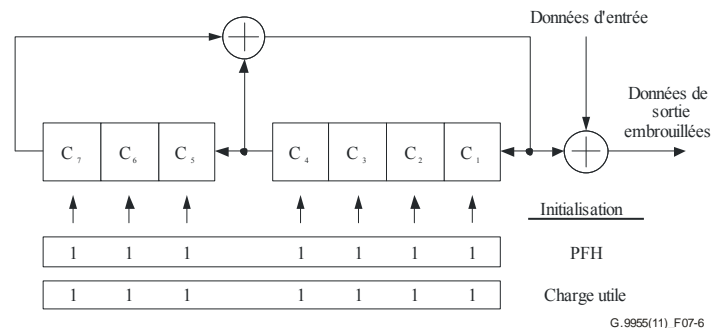 Données d'entrée
Données de
sortie
embrouillées
C₇ C₆ C₅ C₄ C₃ C₂ C₁
Initialisation
1 1 1 1 1 1 1 PFH
1 1 1 1 1 1 1 Charge utile
G.9955(11)_F07-6